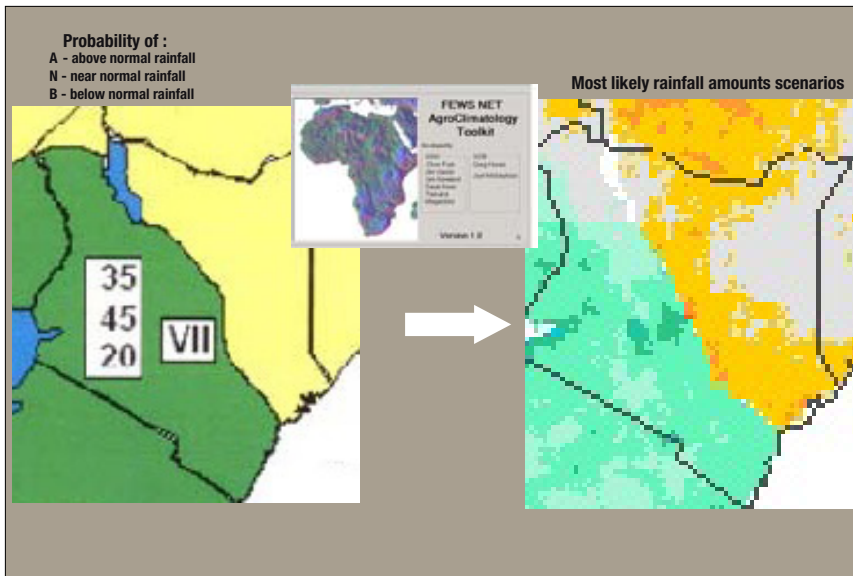 Probability of :
A - above normal rainfall
N - near normal rainfall
B - below normal rainfall
35
45
20
VII
FEWS NET
AgroClimatology
Toolkit
Version 1.0
Most likely rainfall amounts scenarios